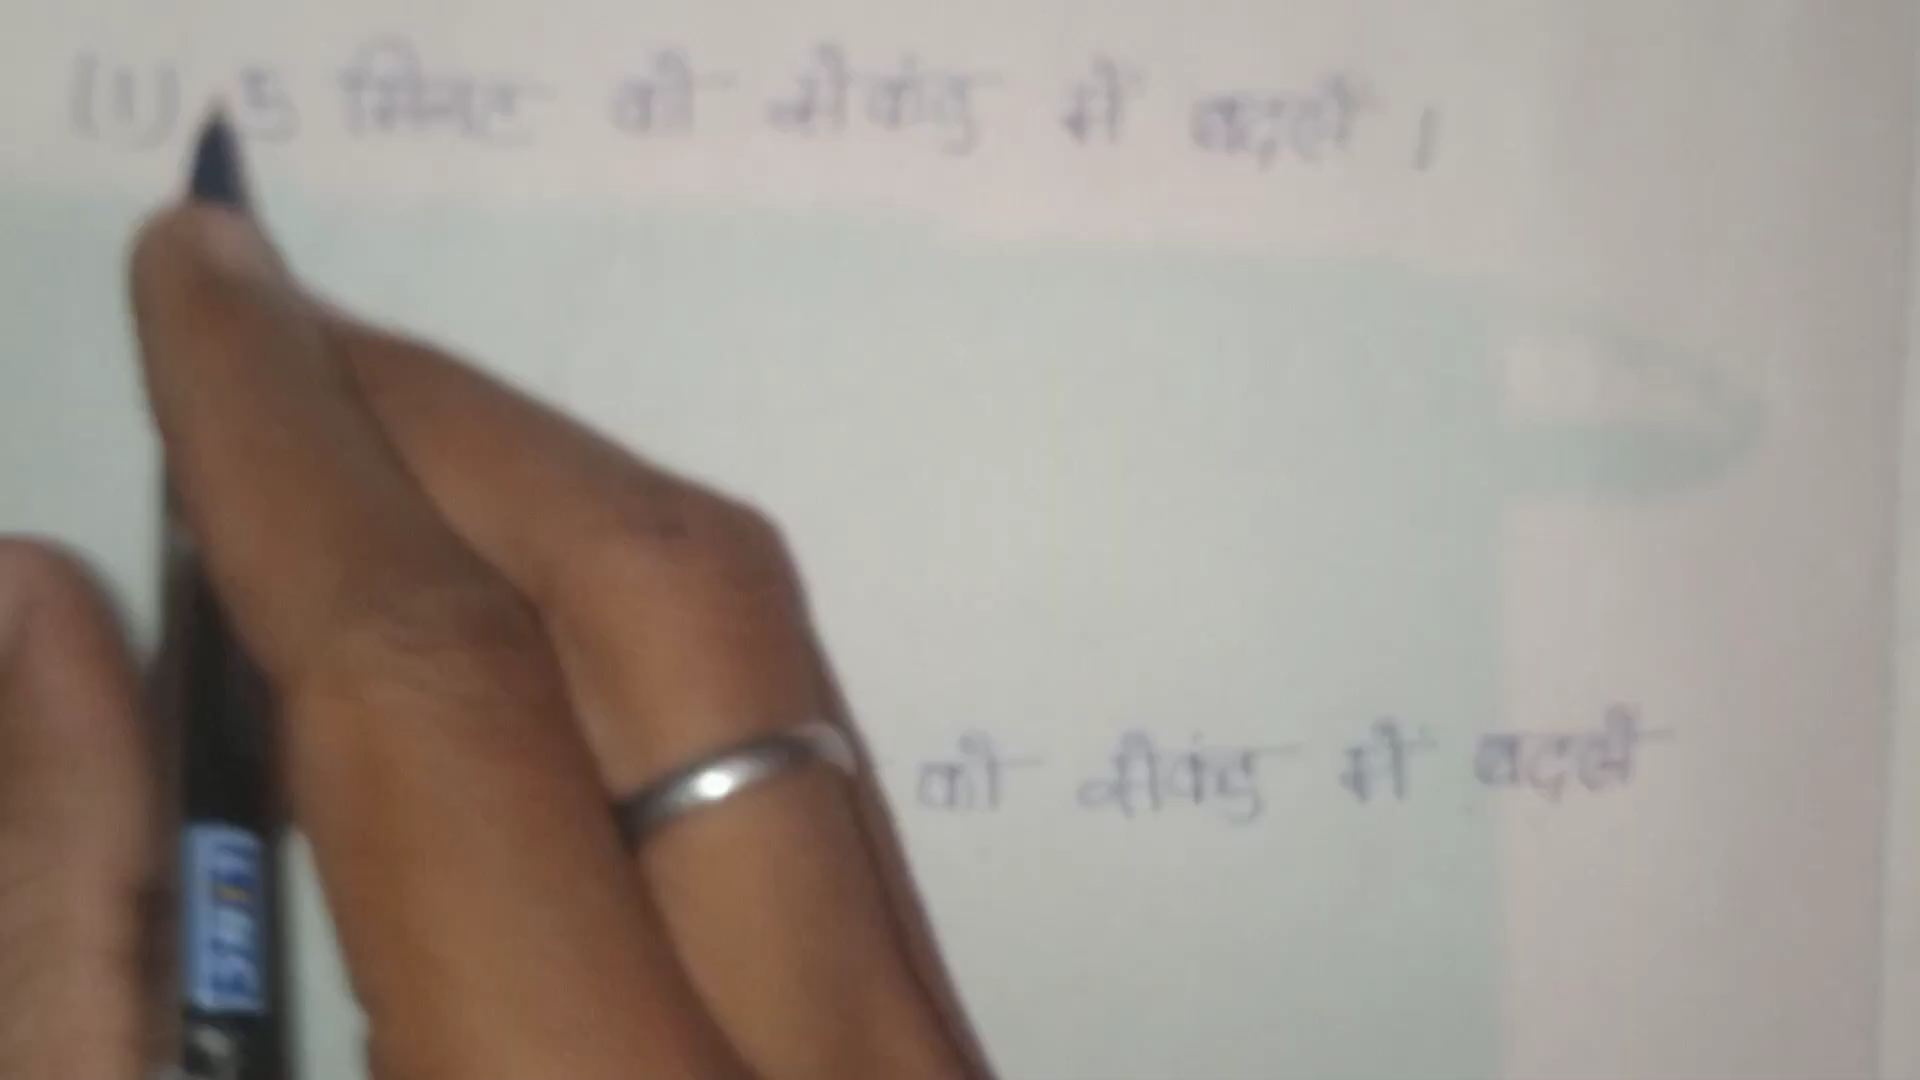 (1) 5 मिनट को सेकंड में बदलें ।
को सेकंड में बदलें